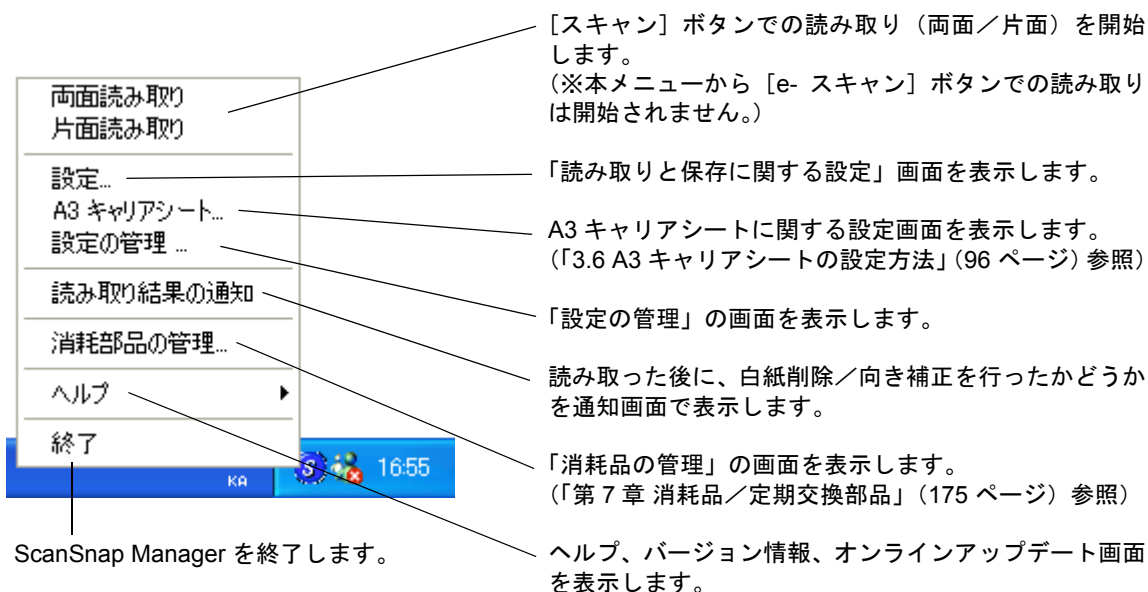 ［スキャン］ボタンでの読み取り（両面／片面）を開始
します。
（※本メニューから［e- スキャン］ボタンでの読み取り
は開始されません。）
両面読み取り
片面読み取り
設定...
「読み取りと保存に関する設定」画面を表示します。
A3 キャリアシート...
A3 キャリアシートに関する設定画面を表示します。
（「3.6 A3 キャリアシートの設定方法」（96 ページ）参照）
設定の管理 ...
「設定の管理」の画面を表示します。
読み取り結果の通知
読み取った後に、白紙削除／向き補正を行ったかどうか
を通知画面で表示します。
消耗部品の管理...
「消耗品の管理」の画面を表示します。
（「第 7 章 消耗品／定期交換部品」（175 ページ）参照）
ヘルプ
ヘルプ、バージョン情報、オンラインアップデート画面
を表示します。
終了
KA
S
16:55
ScanSnap Manager を終了します。